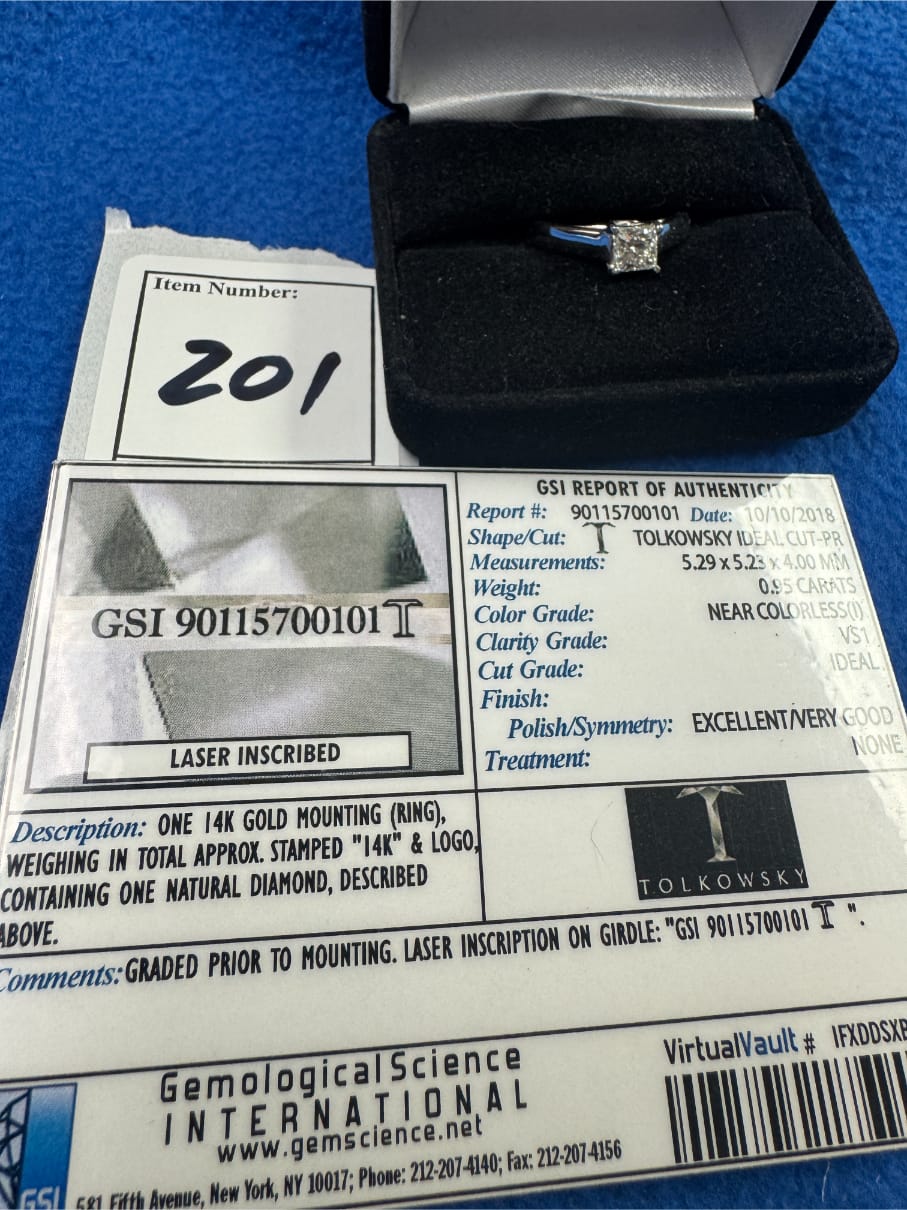 Item Number:
201
GSI 90115700101 T
LASER INSCRIBED
GSI REPORT OF AUTHENTICITY
Report #: 90115700101 Date: 10/10/2018
Shape/Cut: T TOLKOWSKY IDEAL CUT-PR
Measurements: 5.29 x 5.23 x 4.00 MM
Weight: 0.95 CARATS
Color Grade: NEAR COLORLESS(I)
Clarity Grade: VS1
Cut Grade: IDEAL
Finish:
Polish/Symmetry: EXCELLENT/VERY GOOD
Treatment: NONE
Description: ONE 14K GOLD MOUNTING (RING),
WEIGHING IN TOTAL APPROX. STAMPED "14K" & LOGO,
CONTAINING ONE NATURAL DIAMOND, DESCRIBED
ABOVE.
T
TOLKOWSKY
Comments: GRADED PRIOR TO MOUNTING. LASER INSCRIPTION ON GIRDLE: "GSI 90115700101 T ".
GemologicalScience
INTERNATIONAL
www.gemscience.net
581 Fifth Avenue, New York, NY 10017; Phone: 212-207-4140; Fax: 212-207-4156
GSI
VirtualVault # IFXDDSXB